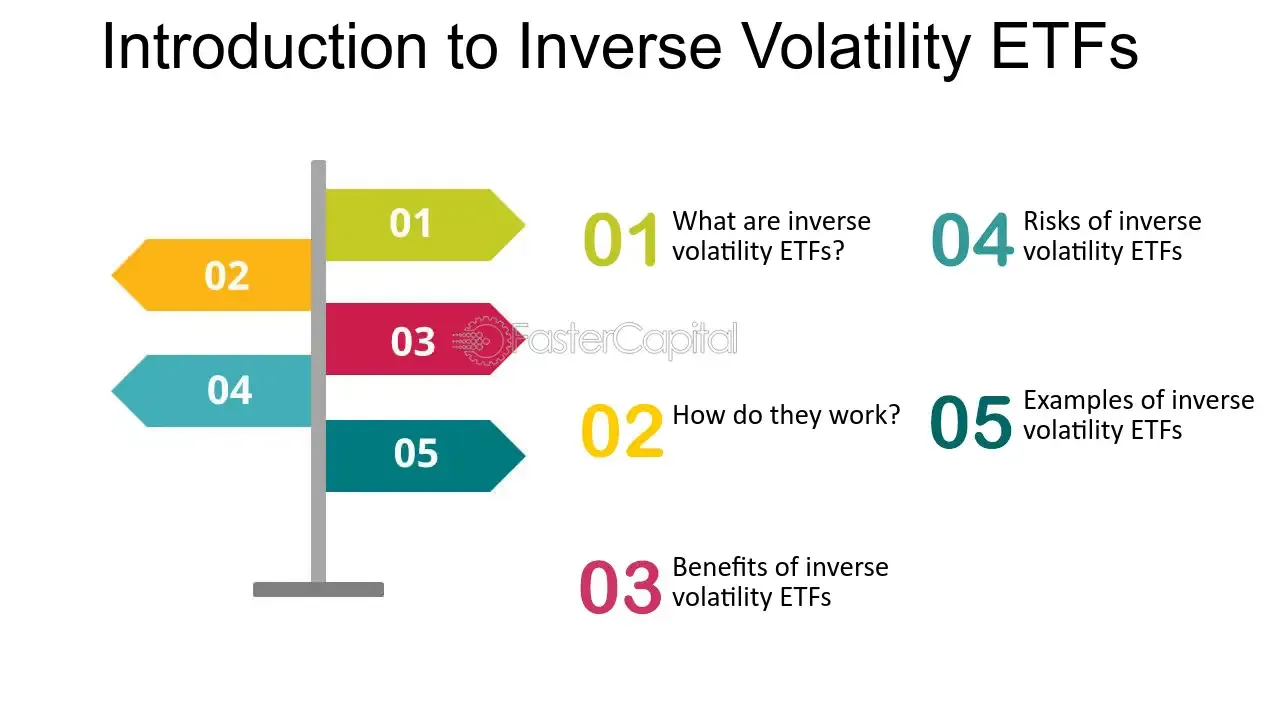 Introduction to Inverse Volatility ETFs
01
02
03
04
05
FasterCapital
01 What are inverse
volatility ETFs?
02 How do they work?
03 Benefits of inverse
volatility ETFs
04 Risks of inverse
volatility ETFs
05 Examples of inverse
volatility ETFs